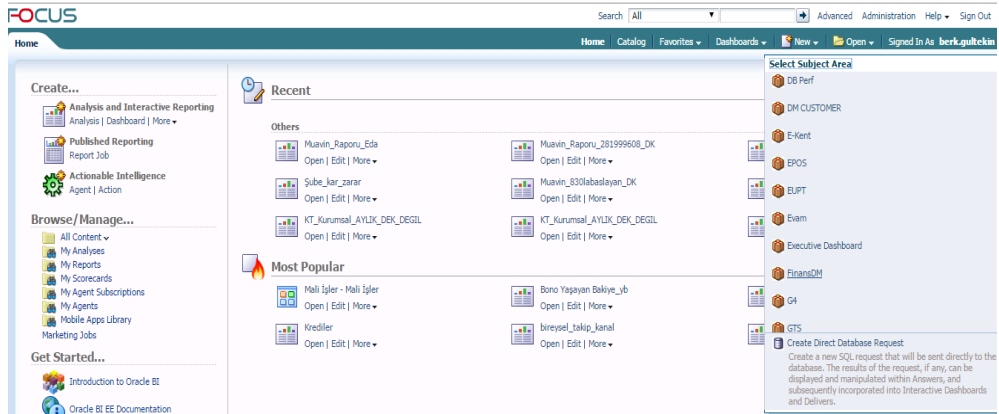 FOCUS
Search All Advanced Administration Help Sign Out
Home
Home Catalog Favorites Dashboards New Open Signed In As berk.gultekin
Create...
Analysis and Interactive Reporting
Analysis | Dashboard | More
Published Reporting
Report Job
Actionable Intelligence
Agent | Action
Browse/Manage...
All Content
My Analyses
My Reports
My Scorecards
My Agent Subscriptions
My Agents
Mobile Apps Library
Marketing Jobs
Get Started...
Introduction to Oracle BI
Oracle BI EE Documentation
Recent
Others
Muavin_Raporu_Eda
Open | Edit | More
Muavin_Raporu_281999608_DK
Open | Edit | More
Şube_kar_zarar
Open | Edit | More
Muavin_830labaslayan_DK
Open | Edit | More
KT_Kurumsal_AYLIK_DEK_DEGIL
Open | Edit | More
KT_Kurumsal_AYLIK_DEK_DEGIL
Open | Edit | More
Most Popular
Mali İşler - Mali İşler
Open | Edit | More
Bono Yaşayan Bakiye_yb
Open | Edit | More
Krediler
Open | Edit | More
bireysel_takip_kanal
Open | Edit | More
Select Subject Area
DB Perf
DM CUSTOMER
E-Kent
EPOS
EUPT
Evam
Executive Dashboard
FinansDM
G4
GTS
Create Direct Database Request
Create a new SQL request that will be sent directly to the
database. The results of the request, if any, can be
displayed and manipulated within Answers, and
subsequently incorporated into Interactive Dashboards
and Delivers.